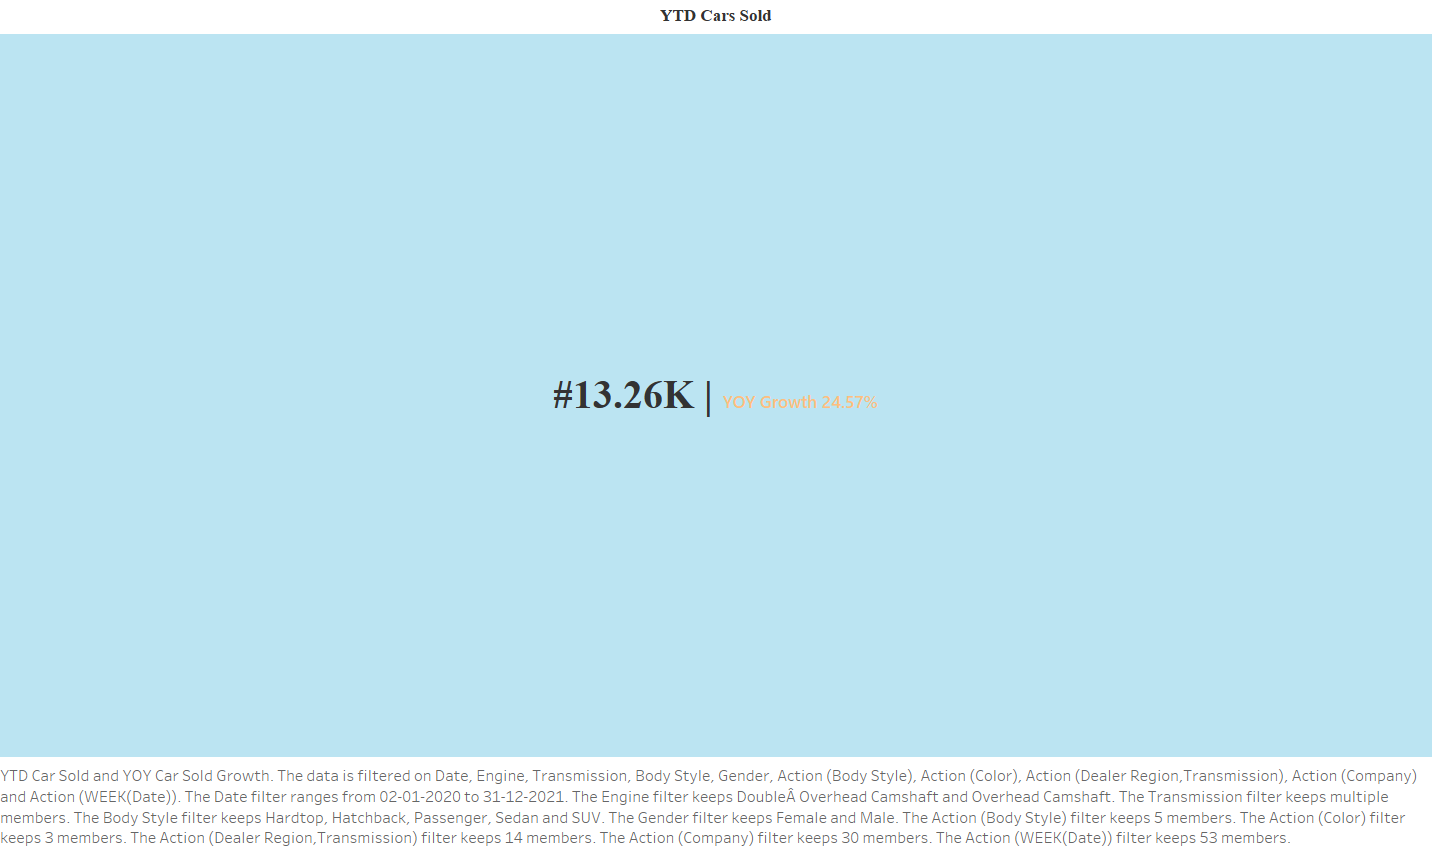 YTD Cars Sold
#13.26K | YOY Growth 24.57%
YTD Car Sold and YOY Car Sold Growth. The data is filtered on Date, Engine, Transmission, Body Style, Gender, Action (Body Style), Action (Color), Action (Dealer Region,Transmission), Action (Company)
and Action (WEEK(Date)). The Date filter ranges from 02-01-2020 to 31-12-2021. The Engine filter keeps DoubleÂ Overhead Camshaft and Overhead Camshaft. The Transmission filter keeps multiple
members. The Body Style filter keeps Hardtop, Hatchback, Passenger, Sedan and SUV. The Gender filter keeps Female and Male. The Action (Body Style) filter keeps 5 members. The Action (Color) filter
keeps 3 members. The Action (Dealer Region,Transmission) filter keeps 14 members. The Action (Company) filter keeps 30 members. The Action (WEEK(Date)) filter keeps 53 members.